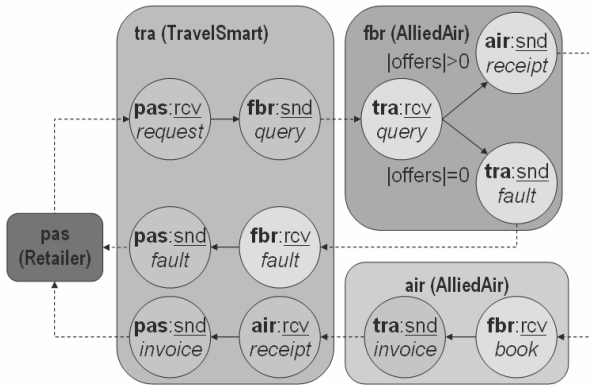 tra (TravelSmart)
fbr (AlliedAir)
air:snd
receipt
|offers|>0
pas:rcv
request
fbr:snd
query
tra:rcv
query
|offers|=0
tra:snd
fault
pas
(Retailer)
pas:snd
fault
fbr:rcv
fault
air (AlliedAir)
pas:snd
invoice
air:rcv
receipt
tra:snd
invoice
fbr:rcv
book